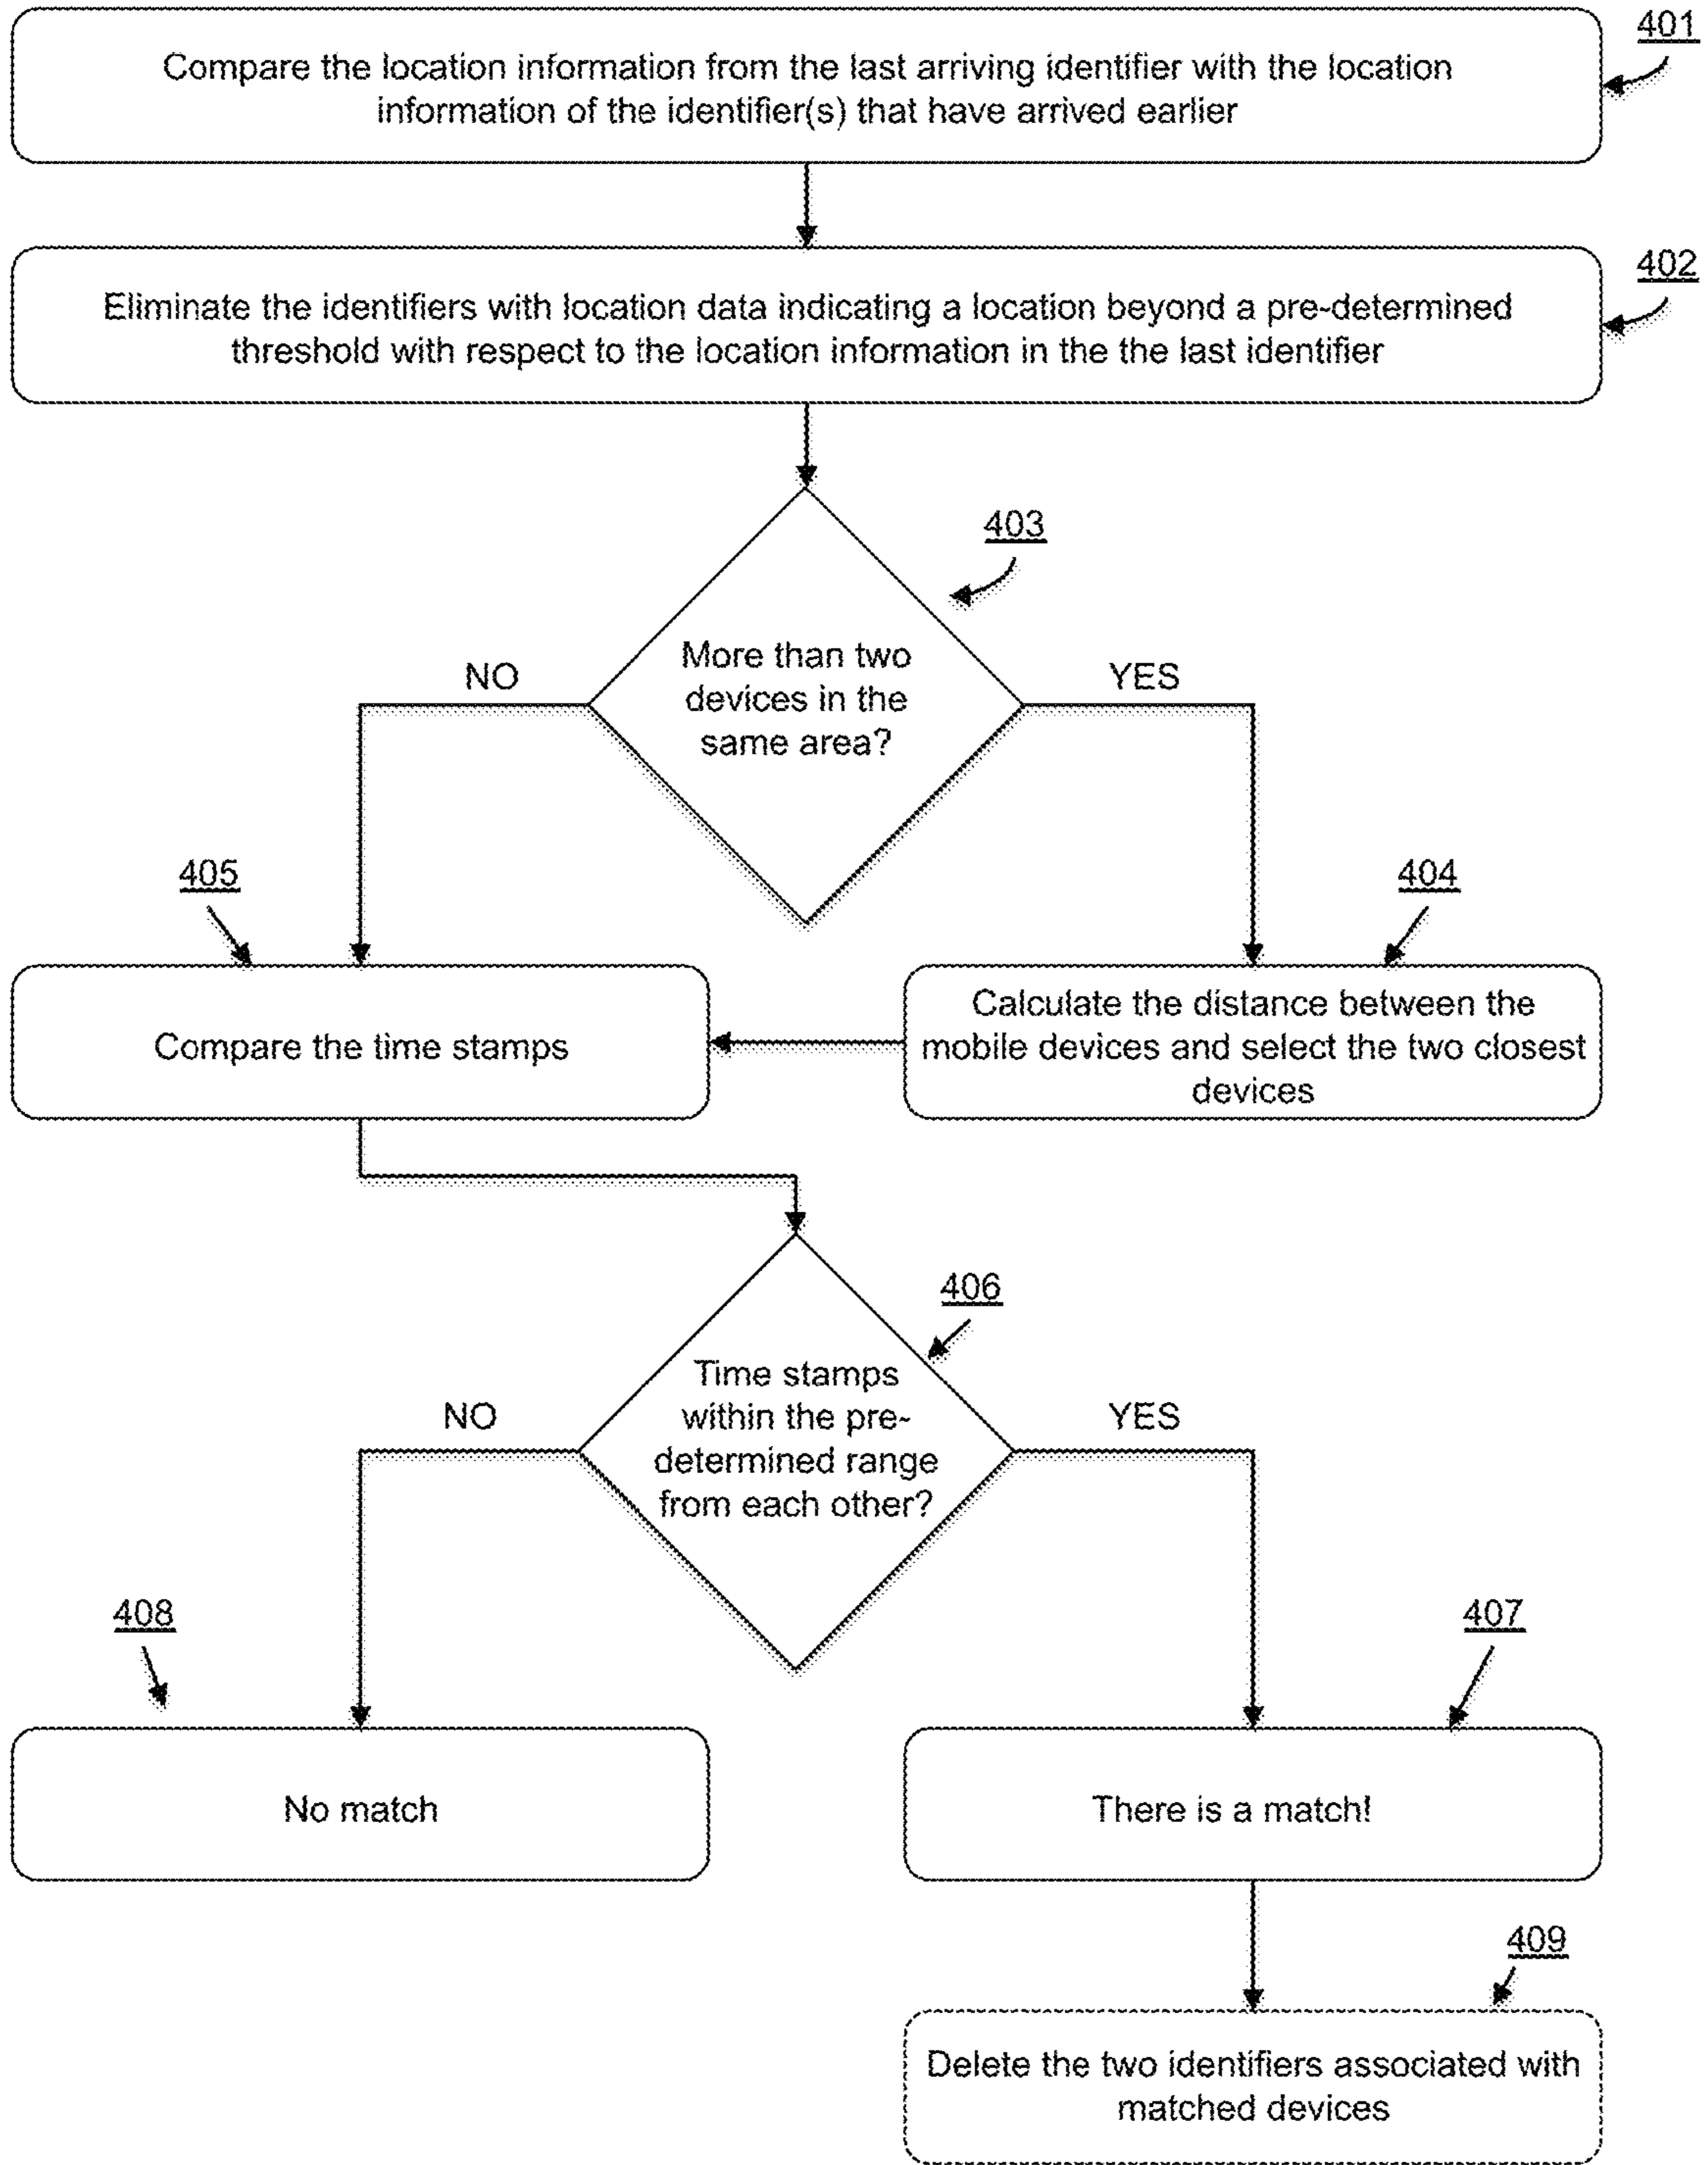 401
Compare the location information from the last arriving identifier with the location
information of the identifier(s) that have arrived earlier
402
Eliminate the identifiers with location data indicating a location beyond a pre-determined
threshold with respect to the location information in the the last identifier
403
More than two
devices in the
same area?
NO
YES
405
404
Compare the time stamps
Calculate the distance between the
mobile devices and select the two closest
devices
406
Time stamps
within the pre-
determined range
from each other?
NO
YES
408
407
No match
There is a match!
409
Delete the two identifiers associated with
matched devices